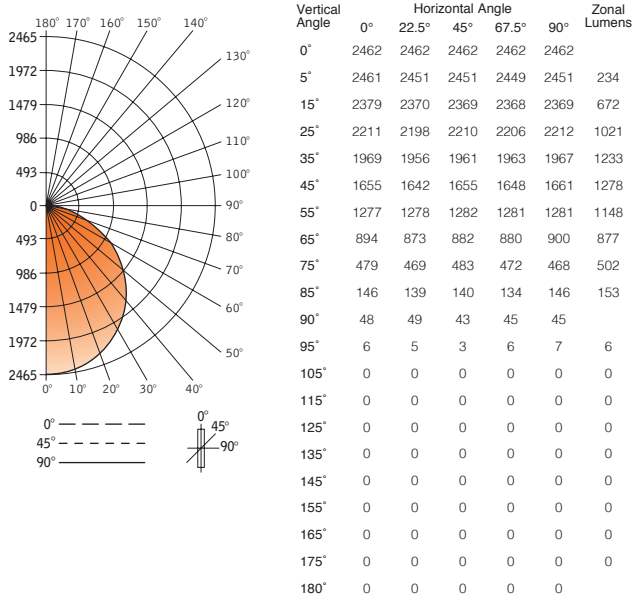 180° 170° 160° 150° 140°
130°
120°
110°
100°
90°
80°
70°
60°
50°
2465
1972
1479
986
493
0
493
986
1479
1972
2465
0° 10° 20° 30° 40°
0°
45°
90°
0°
45°
90°
Vertical Angle Horizontal Angle Zonal Lumens
0° 22.5° 45° 67.5° 90°
0° 2462 2462 2462 2462 2462
5° 2461 2451 2451 2449 2451 234
15° 2379 2370 2369 2368 2369 672
25° 2211 2198 2210 2206 2212 1021
35° 1969 1956 1961 1963 1967 1233
45° 1655 1642 1655 1648 1661 1278
55° 1277 1278 1282 1281 1281 1148
65° 894 873 882 880 900 877
75° 479 469 483 472 468 502
85° 146 139 140 134 146 153
90° 48 49 43 45 45
95° 6 5 3 6 7 6
105° 0 0 0 0 0 0
115° 0 0 0 0 0 0
125° 0 0 0 0 0 0
135° 0 0 0 0 0 0
145° 0 0 0 0 0 0
155° 0 0 0 0 0 0
165° 0 0 0 0 0 0
175° 0 0 0 0 0 0
180° 0 0 0 0 0